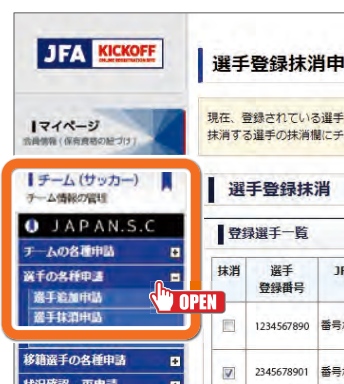 JFA KICKOFF
ONLINE REGISTRATION SITE
マイページ
会員情報(保有資格の紐づけ)
チーム(サッカー)
チーム情報の管理
JAPAN.S.C
チームの各種申請
選手の各種申請
選手追加申請
選手抹消申請
OPEN
移籍選手の各種申請
選手登録抹消申
現在、登録されている選手
抹消する選手の抹消欄にチ
選手登録抹消
登録選手一覧
抹消
選手
登録番号
JF
1234567890
番号
2345678901
番号